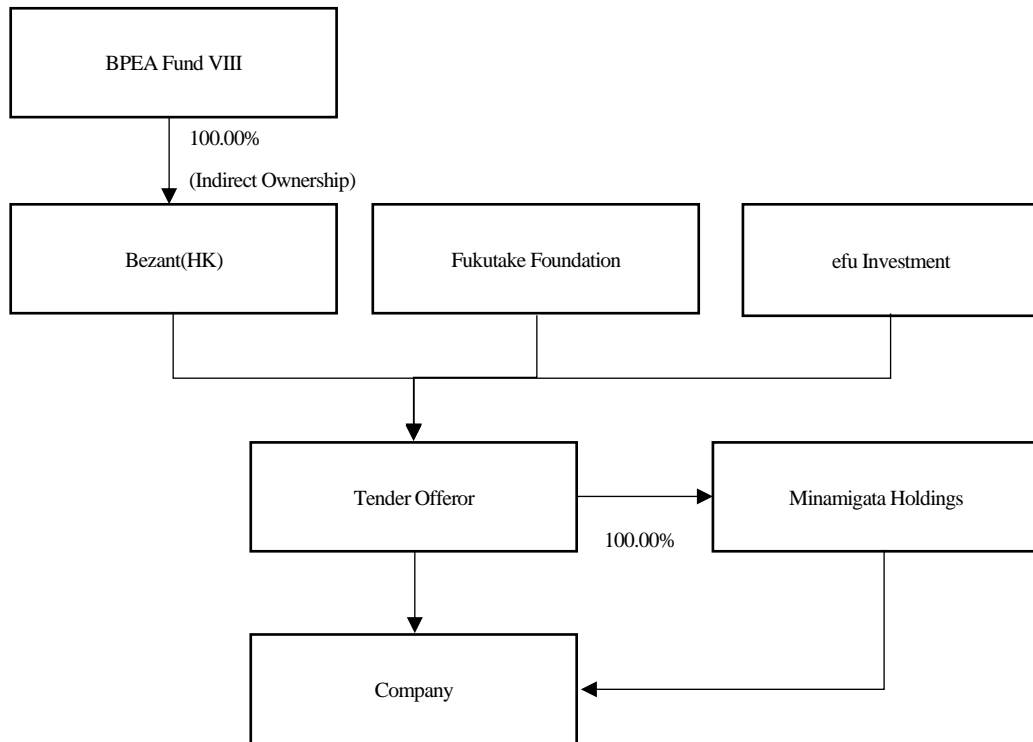 BPEA Fund VIII
100.00%
(Indirect Ownership)
Bezant(HK)
Fukutake Foundation
efu Investment
Tender Offeror
Minamigata Holdings
100.00%
Company